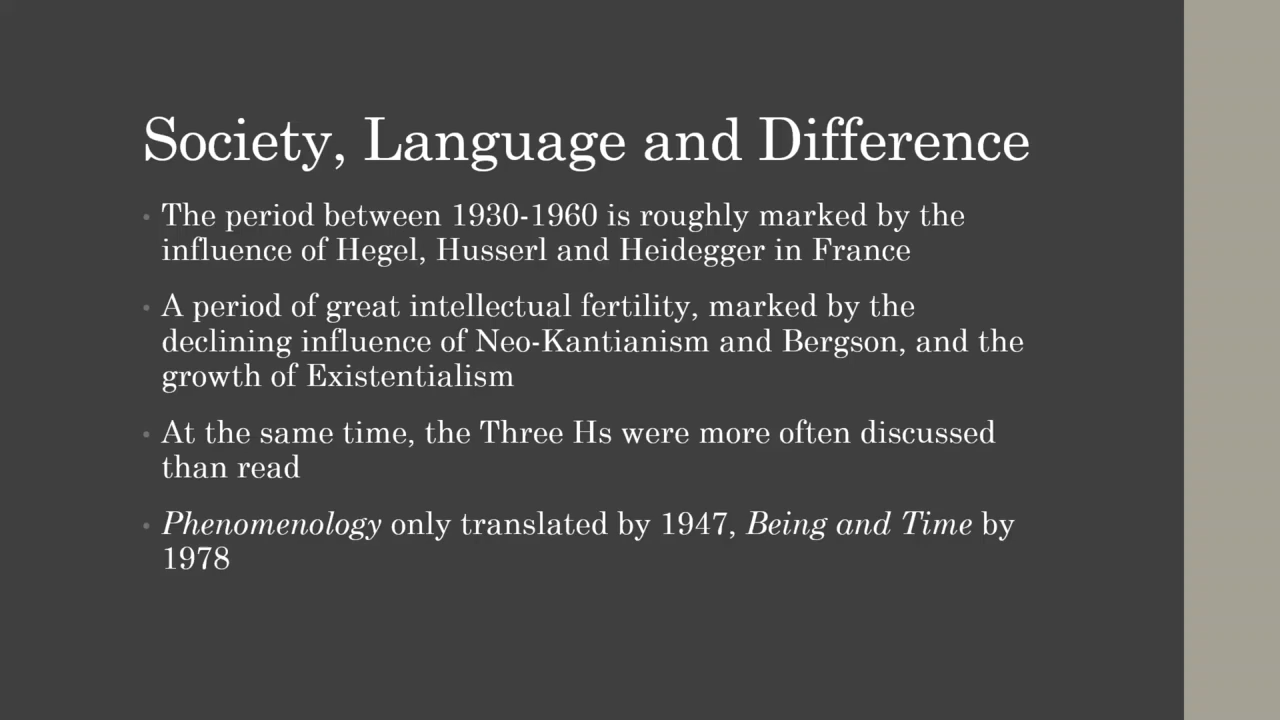 Society, Language and Difference
• The period between 1930-1960 is roughly marked by the
influence of Hegel, Husserl and Heidegger in France
• A period of great intellectual fertility, marked by the
declining influence of Neo-Kantianism and Bergson, and the
growth of Existentialism
• At the same time, the Three Hs were more often discussed
than read
• Phenomenology only translated by 1947, Being and Time by
1978